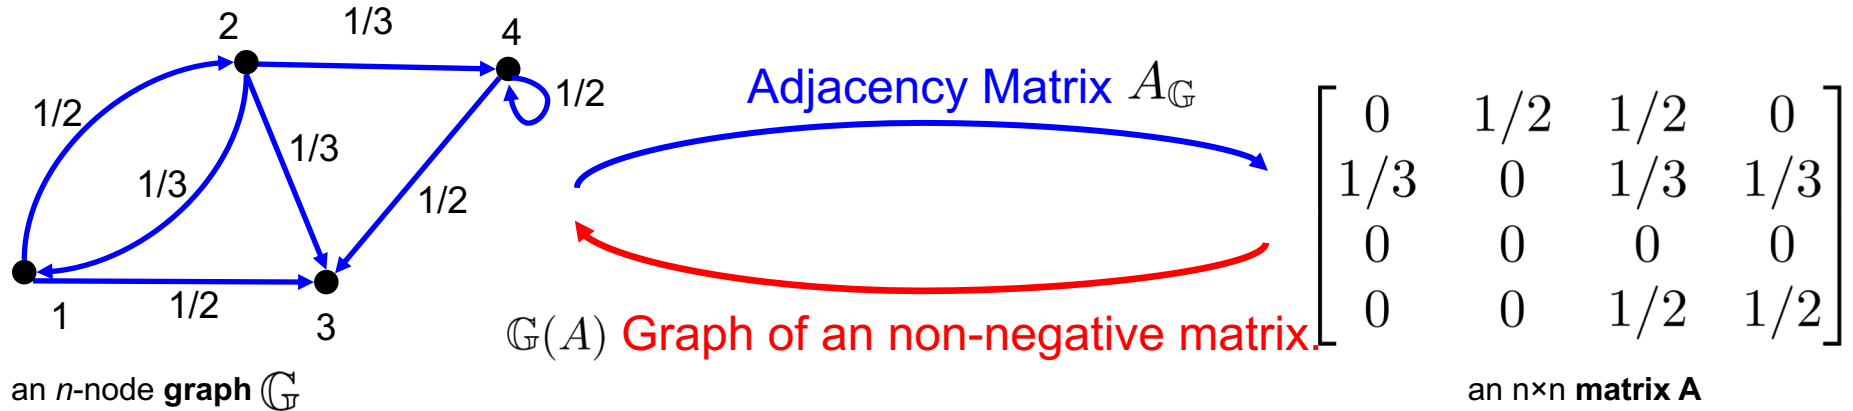 2
1/3
4
1/2
1/2
1/3
1/3
1/2
1/2
1
3
an n-node graph 𝔾
Adjacency Matrix A_𝔾
𝔾(A) Graph of an non-negative matrix.
0 1/2 1/2 0
1/3 0 1/3 1/3
0 0 0 0
0 0 1/2 1/2
an n×n matrix A